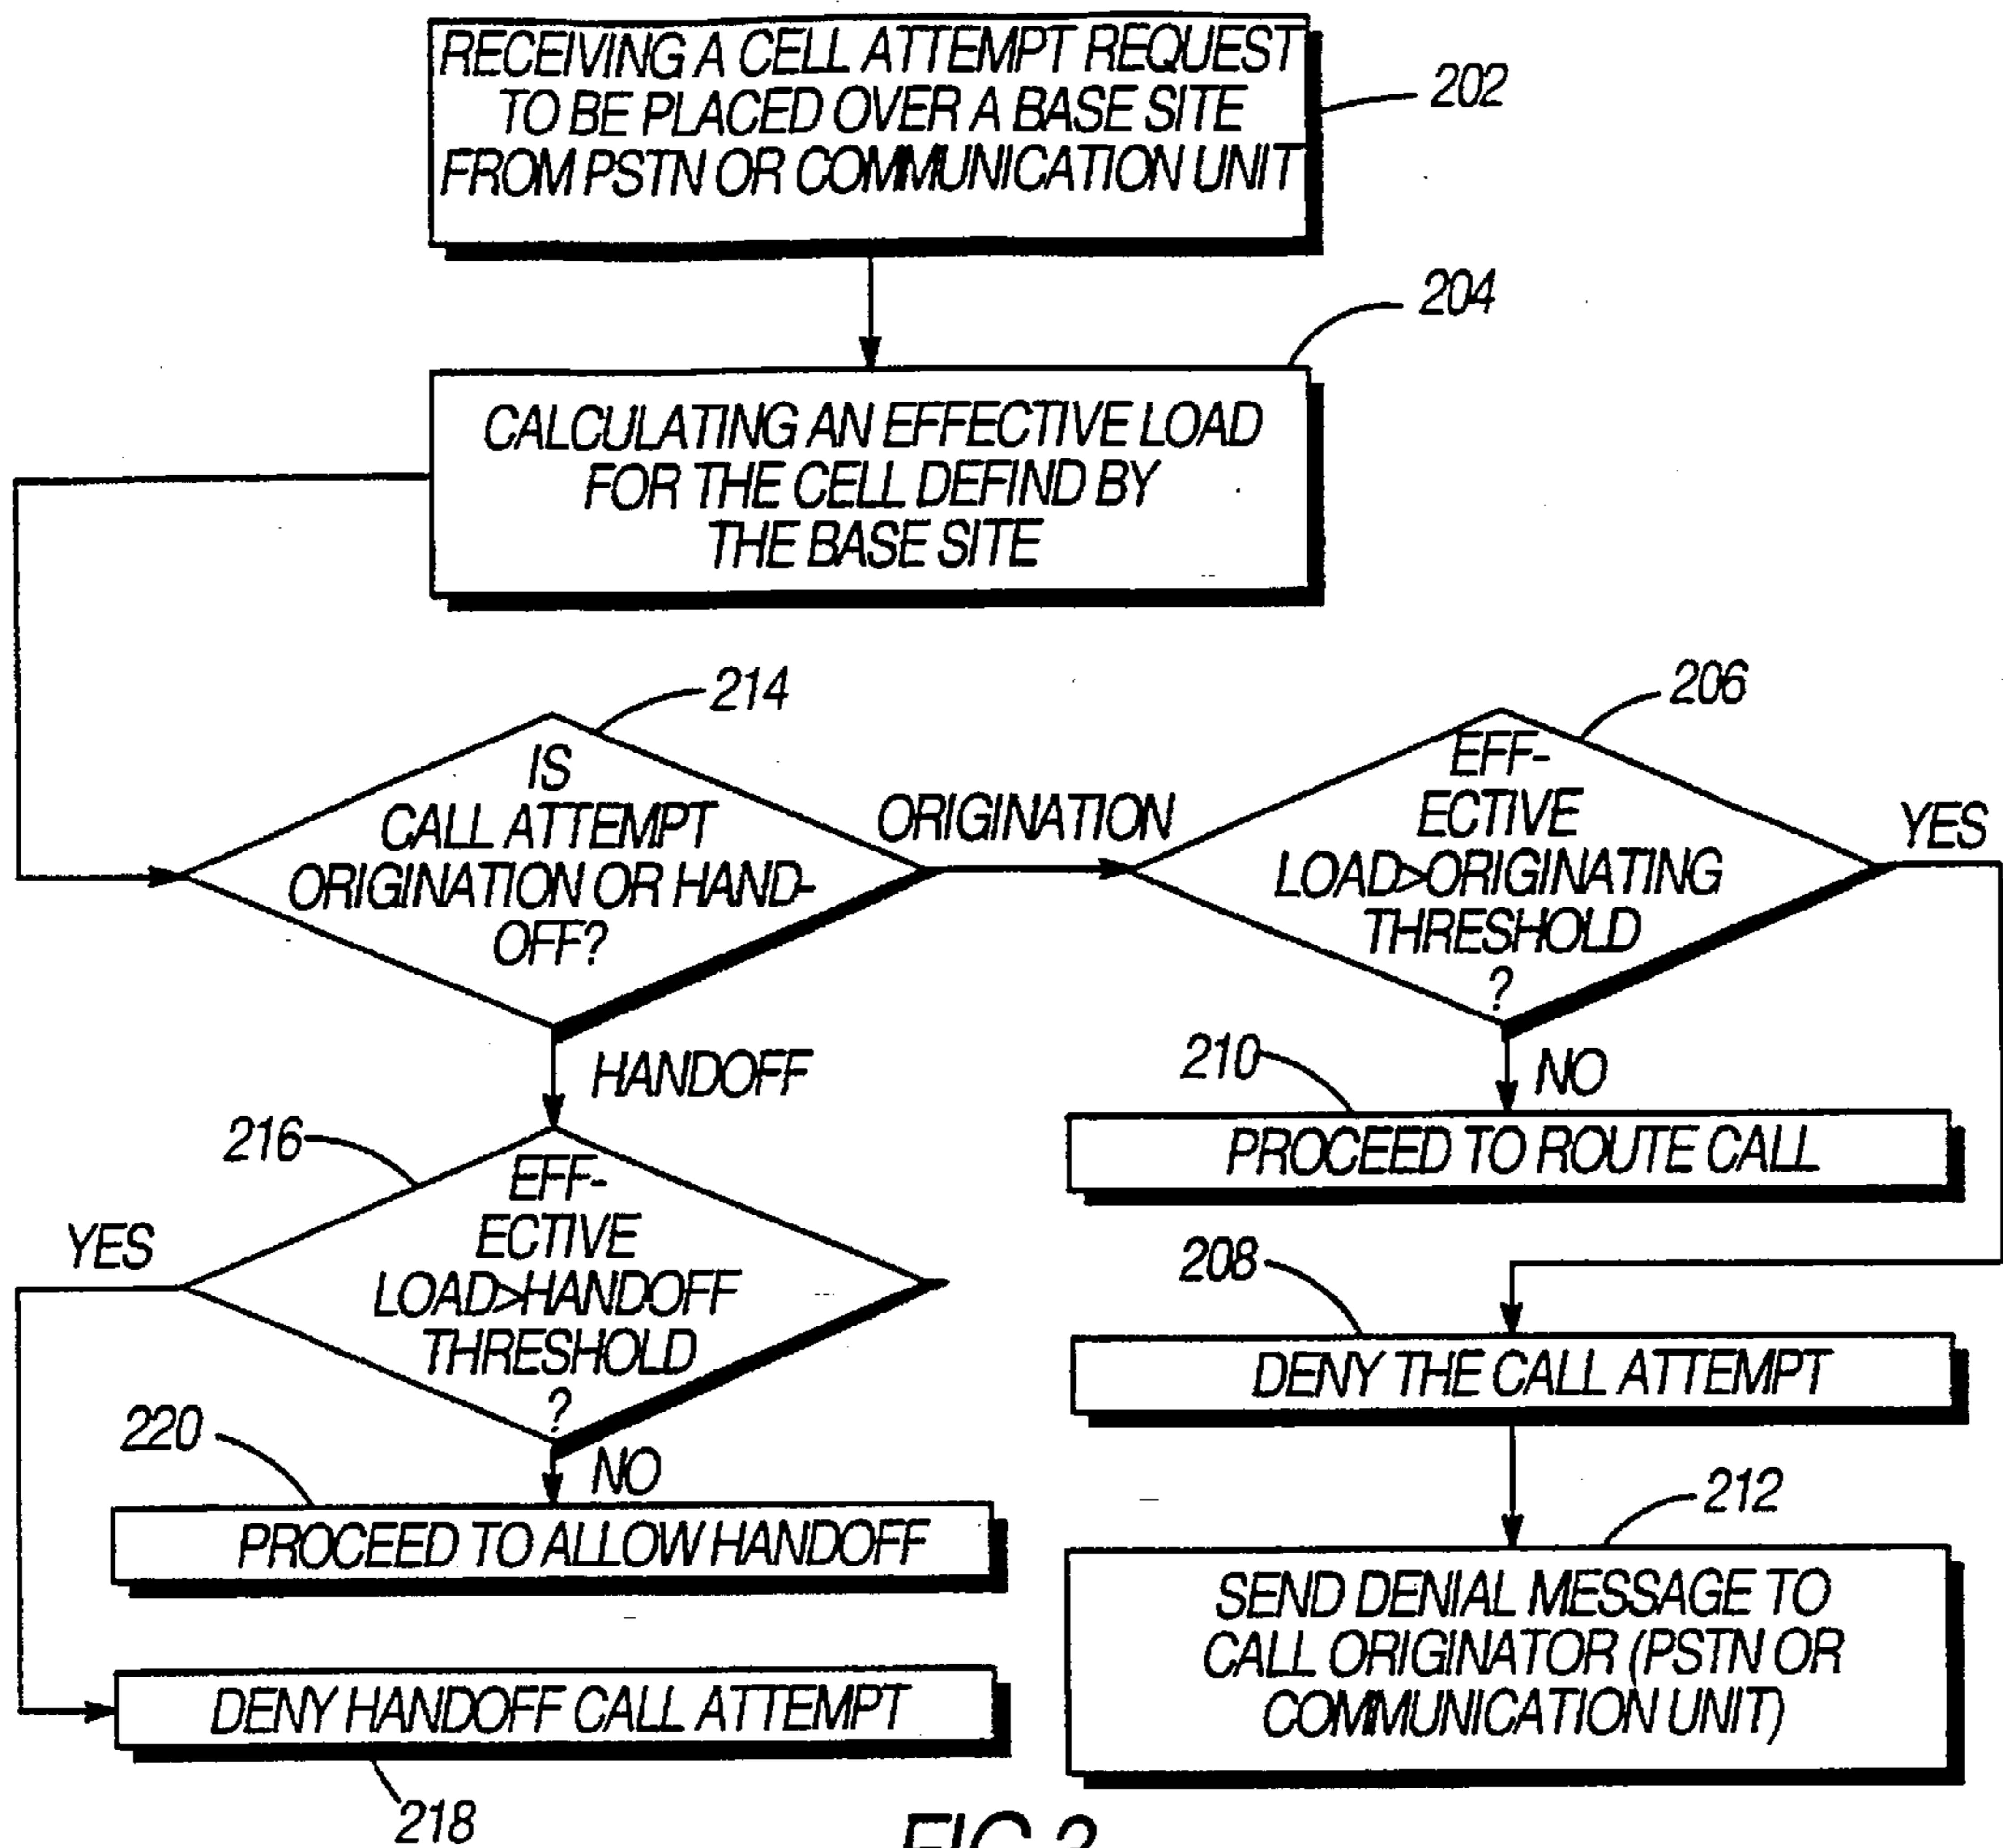 RECEIVING A CELL ATTEMPT REQUEST
TO BE PLACED OVER A BASE SITE
FROM PSTN OR COMMUNICATION UNIT
202
204
CALCULATING AN EFFECTIVE LOAD
FOR THE CELL DEFIND BY
THE BASE SITE
214
IS
CALL ATTEMPT
ORIGINATION OR HAND-
OFF?
ORIGINATION
206
EFF-
ECTIVE
LOAD>ORIGINATING
THRESHOLD
?
YES
HANDOFF
210
NO
PROCEED TO ROUTE CALL
216
EFF-
ECTIVE
LOAD>HANDOFF
THRESHOLD
?
YES
208
DENY THE CALL ATTEMPT
220
NO
PROCEED TO ALLOW HANDOFF
212
SEND DENIAL MESSAGE TO
CALL ORIGINATOR (PSTN OR
COMMUNICATION UNIT)
DENY HANDOFF CALL ATTEMPT
218
FIG.2